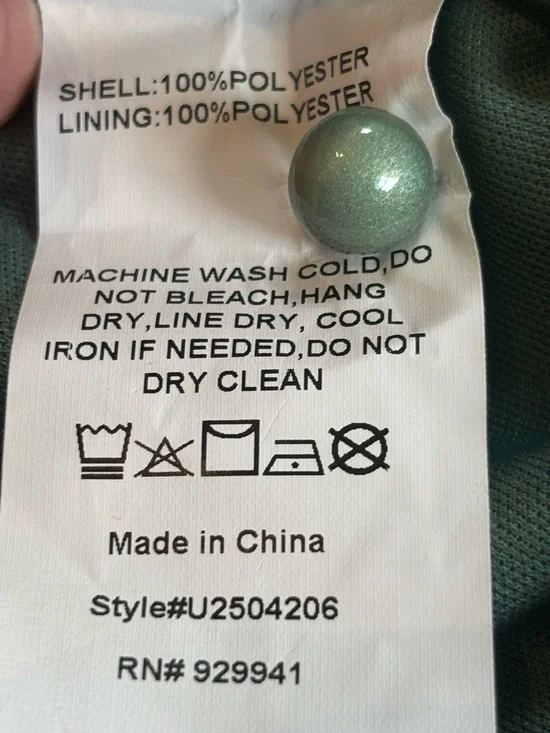 SHELL:100%POLYESTER
LINING:100%POLYESTER
MACHINE WASH COLD,DO
NOT BLEACH,HANG
DRY,LINE DRY, COOL
IRON IF NEEDED,DO NOT
DRY CLEAN
Made in China
Style#U2504206
RN# 929941